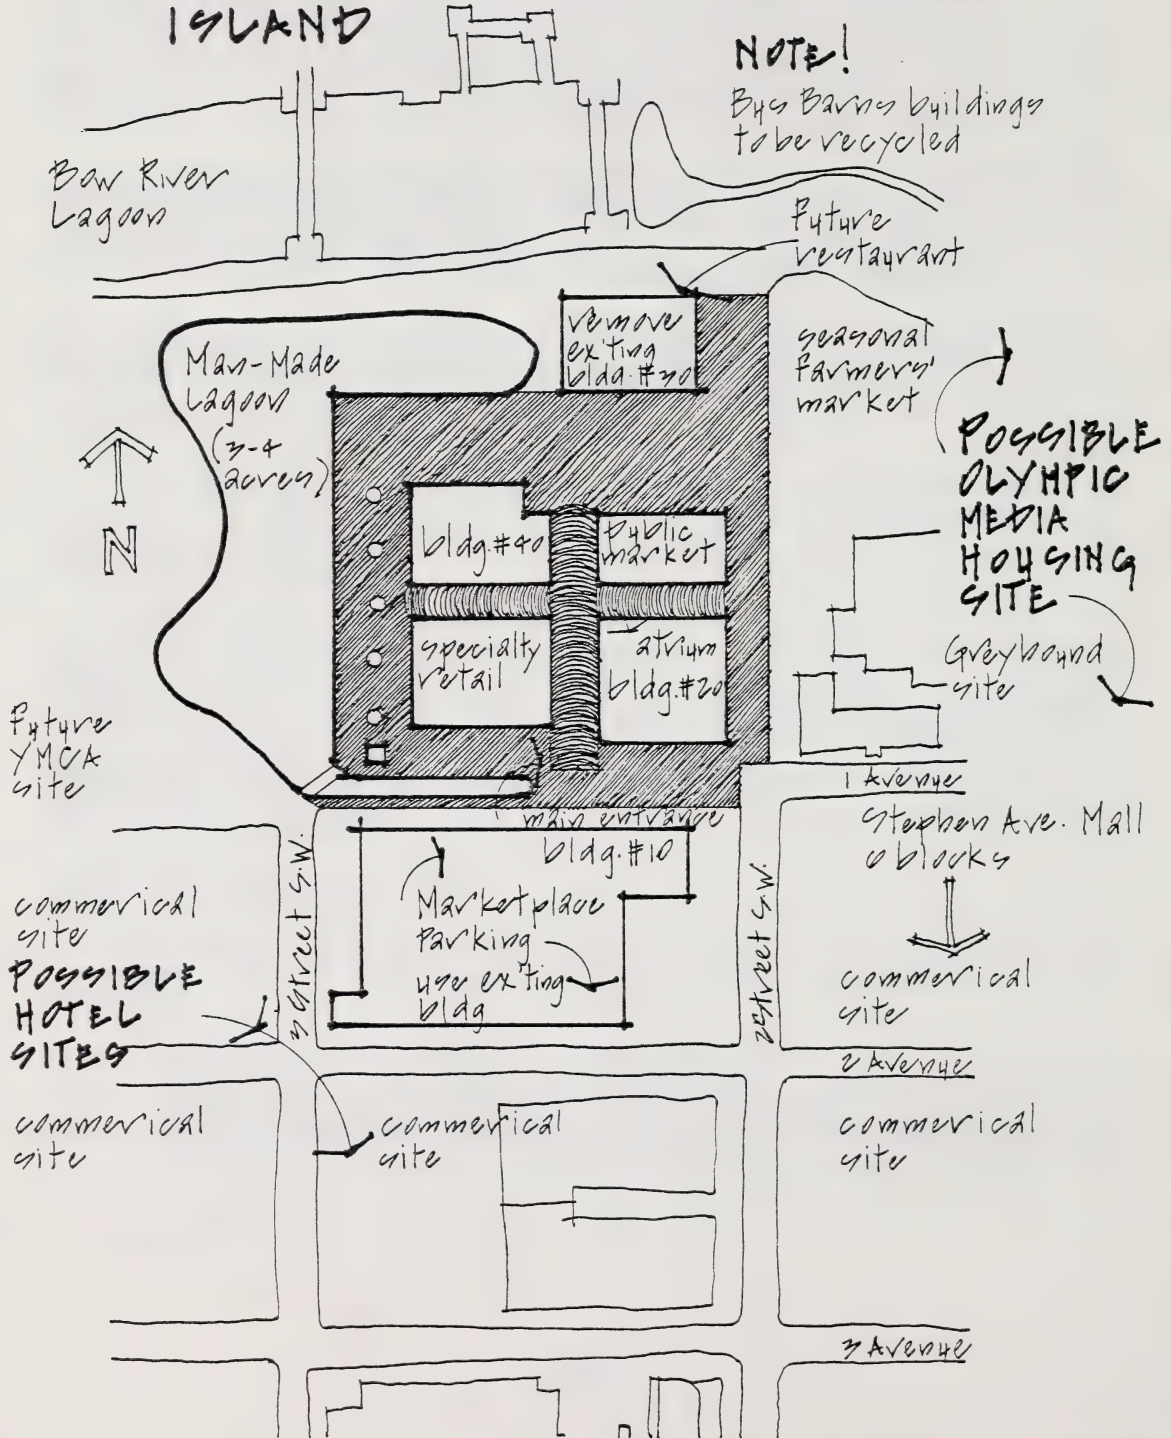 ISLAND
NOTE!
Bus Barns buildings
to be recycled
Bow River
Lagoon
Future
restaurant
remove
ex'ting
bldg.#30
seasonal
farmers'
market
Man-Made
Lagoon
(3-4
acres)
N
POSSIBLE
OLYMPIC
MEDIA
HOUSING
SITE
bldg.#40
public
market
specialty
retail
atrium
bldg.#20
Greyhound
site
Future
YMCA
site
1 Avenue
main entrance
bldg.#10
Stephen Ave. Mall
6 blocks
3 Street S.W.
2 Street S.W.
Marketplace
Parking
use ex'ting
bldg
commerical
site
POSSIBLE
HOTEL
SITES
commerical
site
2 Avenue
commerical
site
commerical
site
commerical
site
3 Avenue